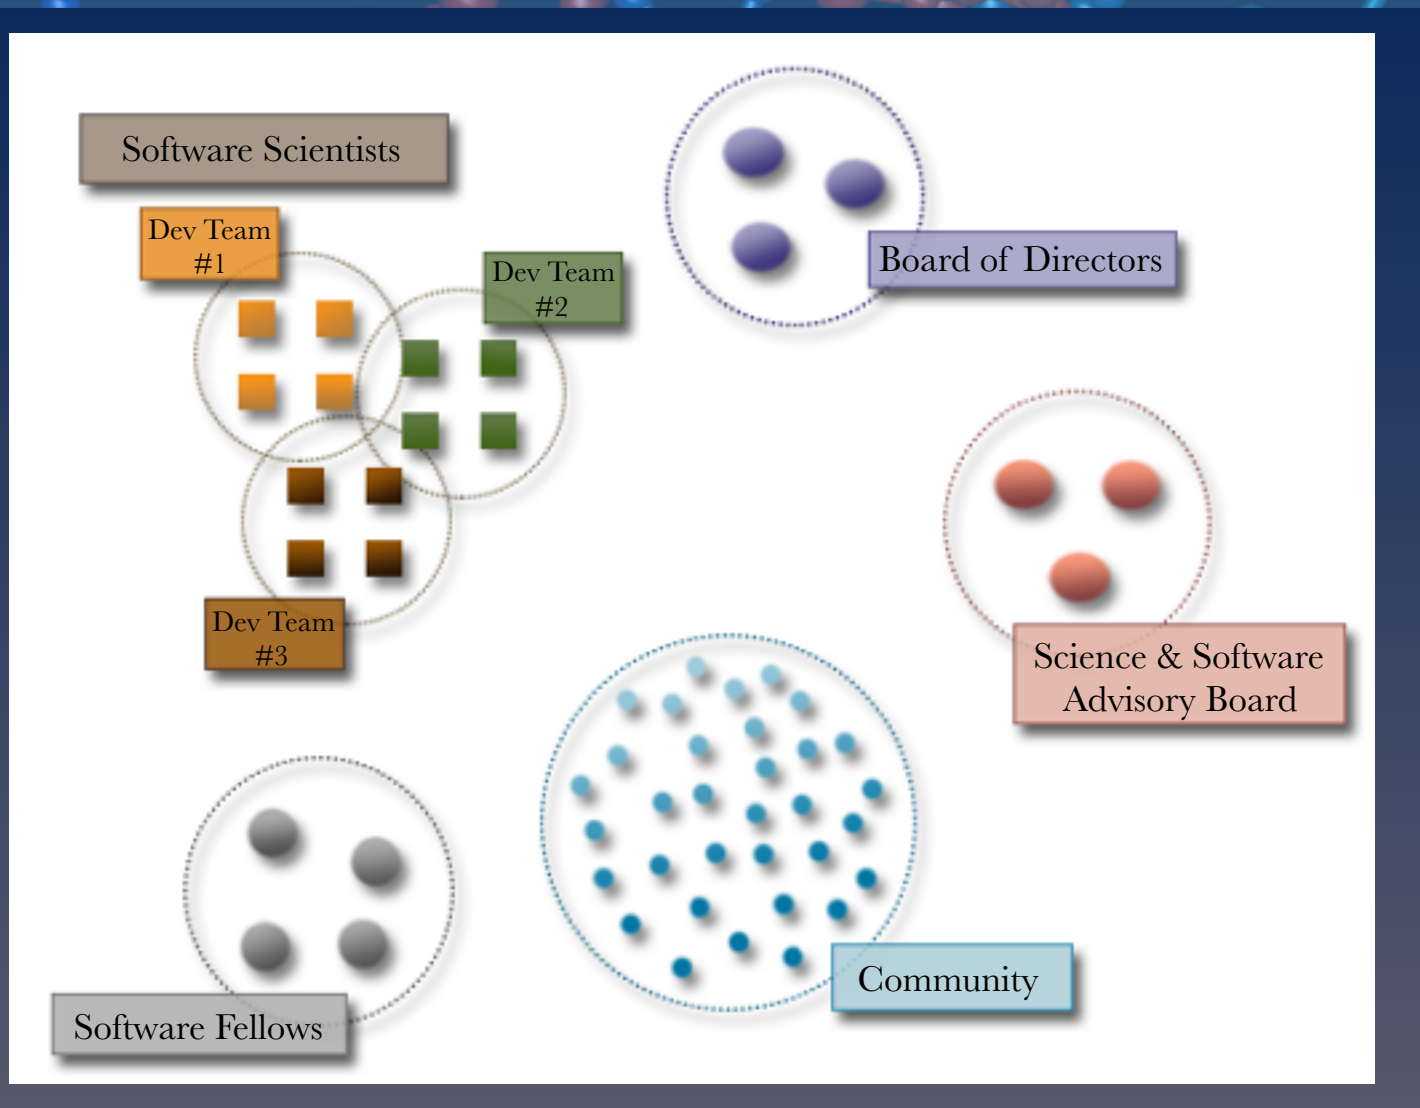 Software Scientists
Dev Team
#1
Dev Team
#2
Board of Directors
Dev Team
#3
Science & Software
Advisory Board
Community
Software Fellows